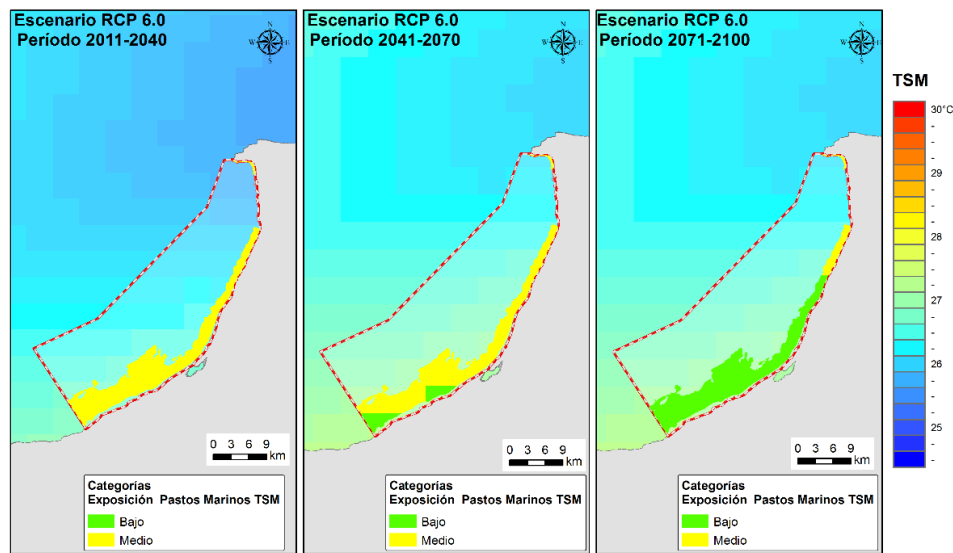 Escenario RCP 6.0
Período 2011-2040
N
W E
S
0 3 6 9
km
Categorías
Exposición Pastos Marinos TSM
Bajo
Medio
Escenario RCP 6.0
Período 2041-2070
N
W E
S
0 3 6 9
km
Categorías
Exposición Pastos Marinos TSM
Bajo
Medio
Escenario RCP 6.0
Período 2071-2100
N
W E
S
0 3 6 9
km
Categorías
Exposición Pastos Marinos TSM
Bajo
Medio
TSM
30°C
-
29
-
28
-
27
-
26
-
25
-